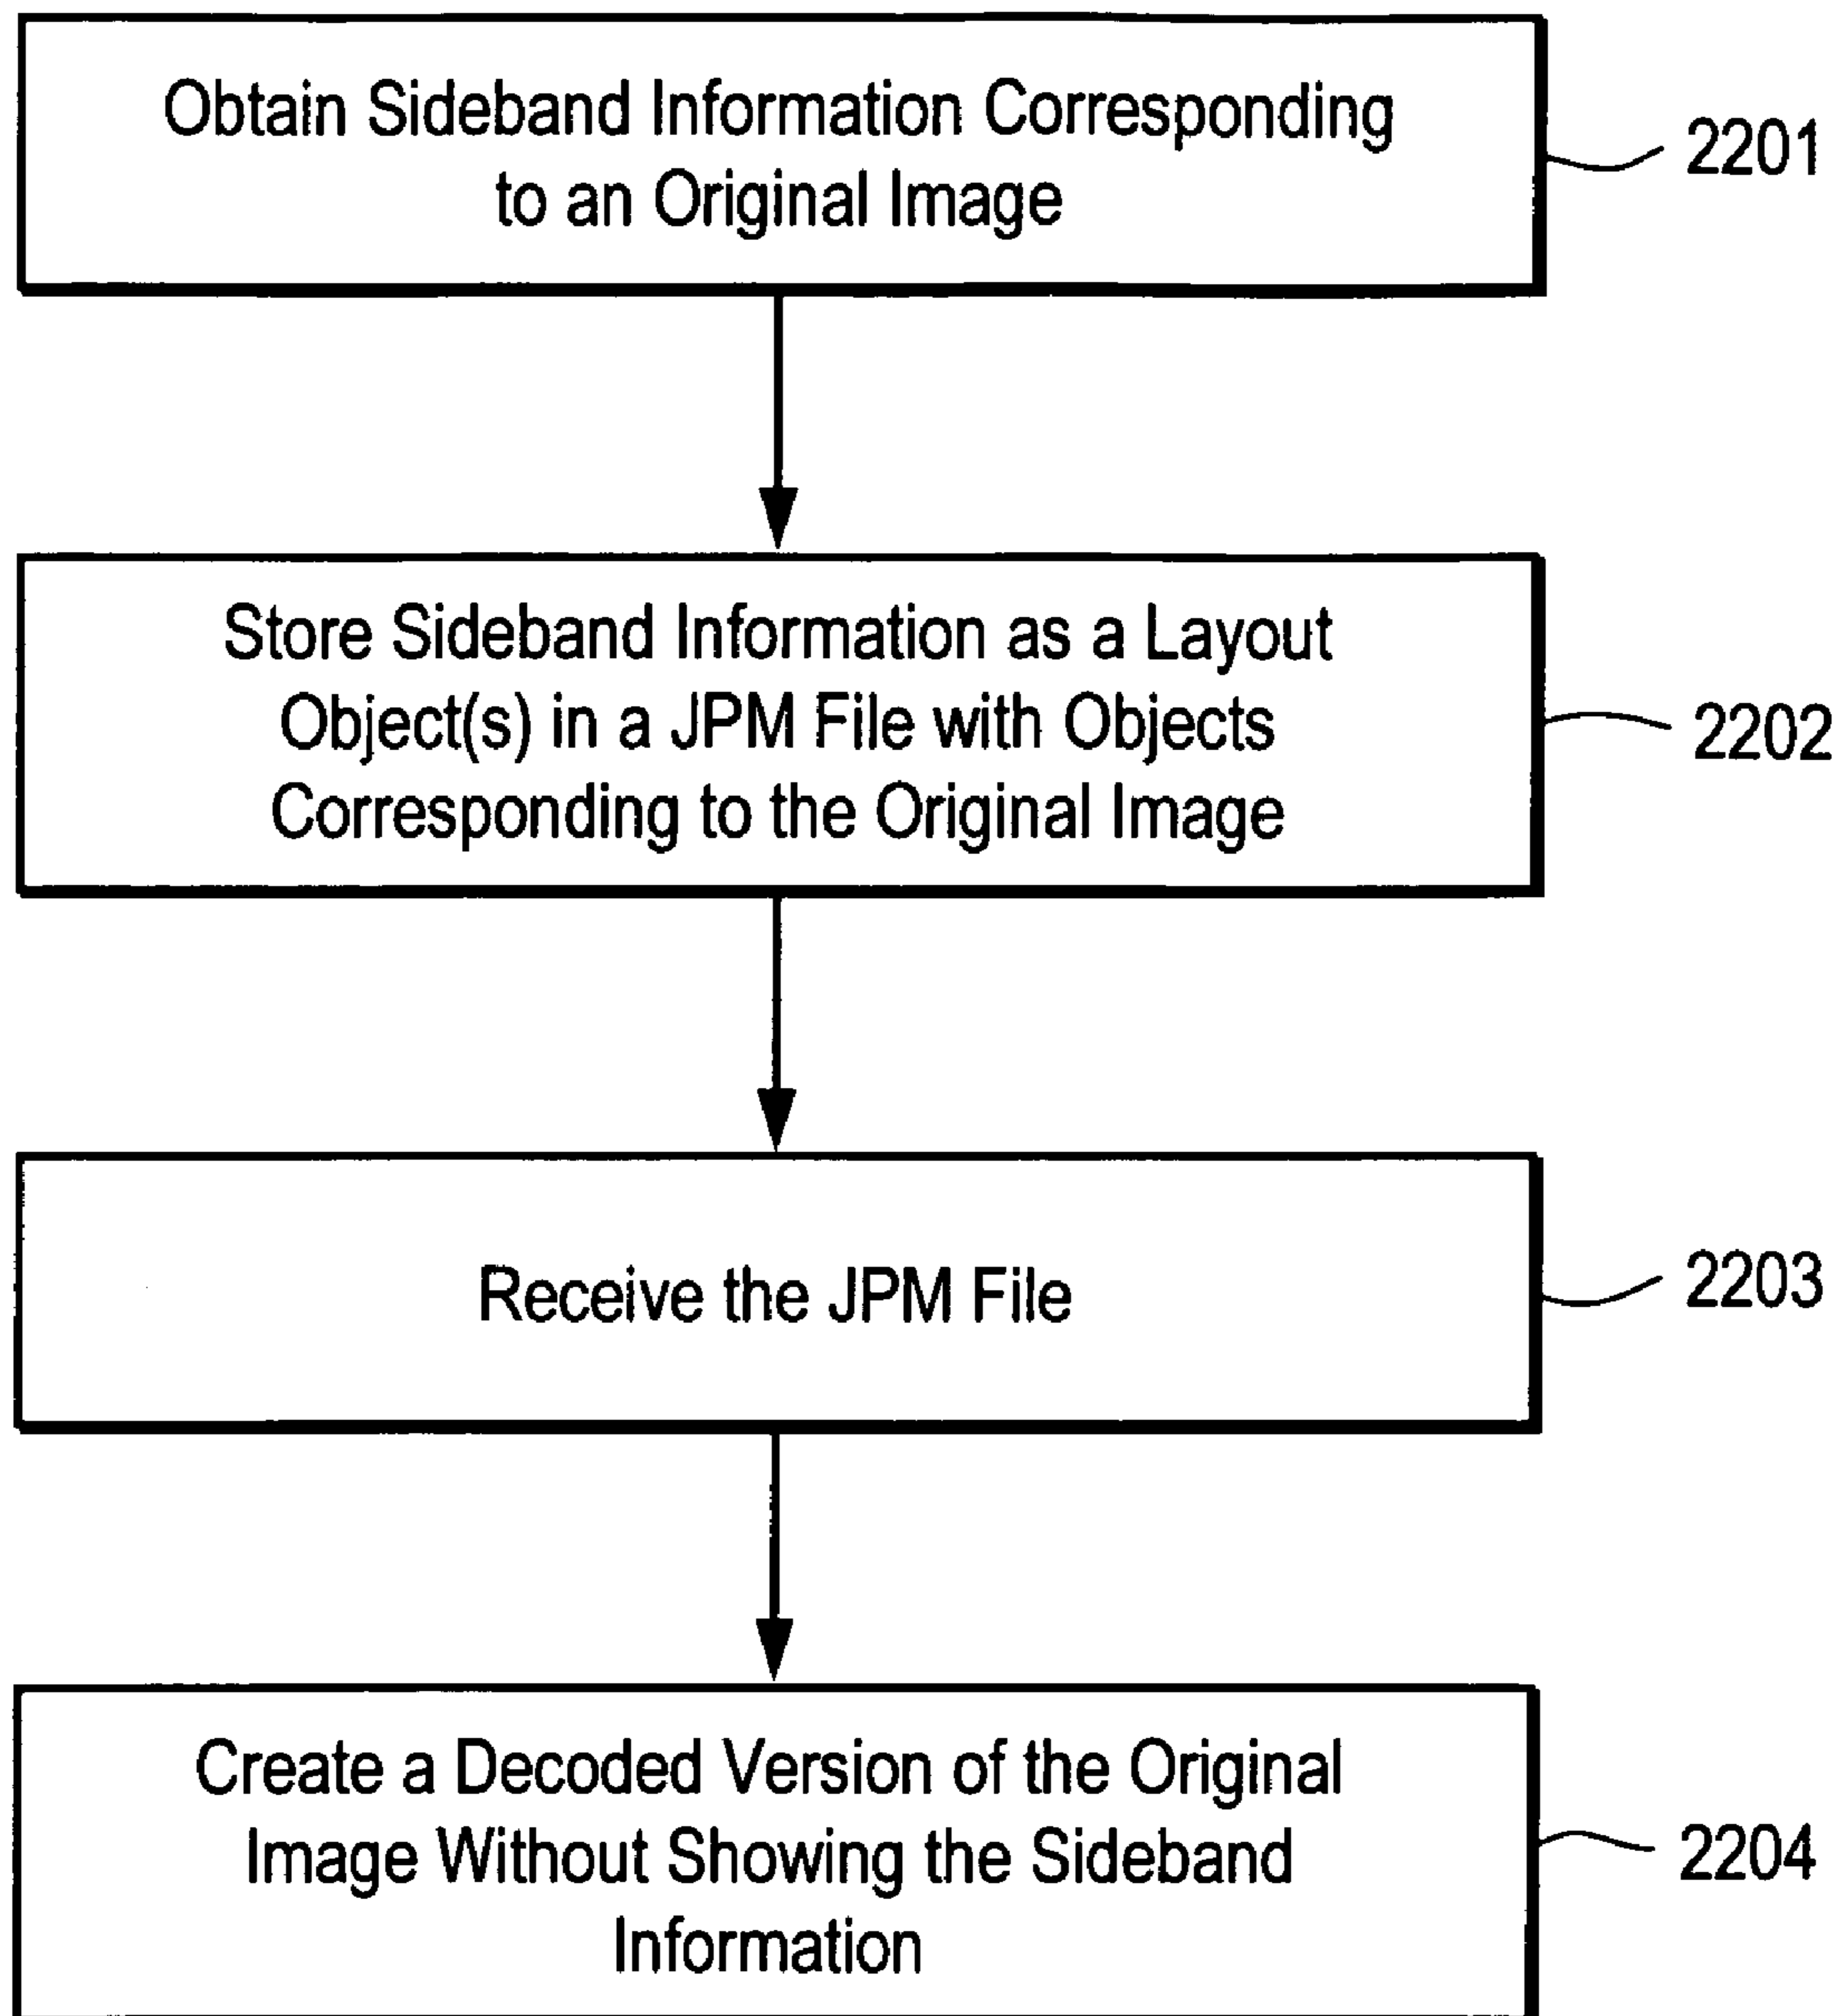 Obtain Sideband Information Corresponding
to an Original Image
2201
Store Sideband Information as a Layout
Object(s) in a JPM File with Objects
Corresponding to the Original Image
2202
Receive the JPM File
2203
Create a Decoded Version of the Original
Image Without Showing the Sideband
Information
2204